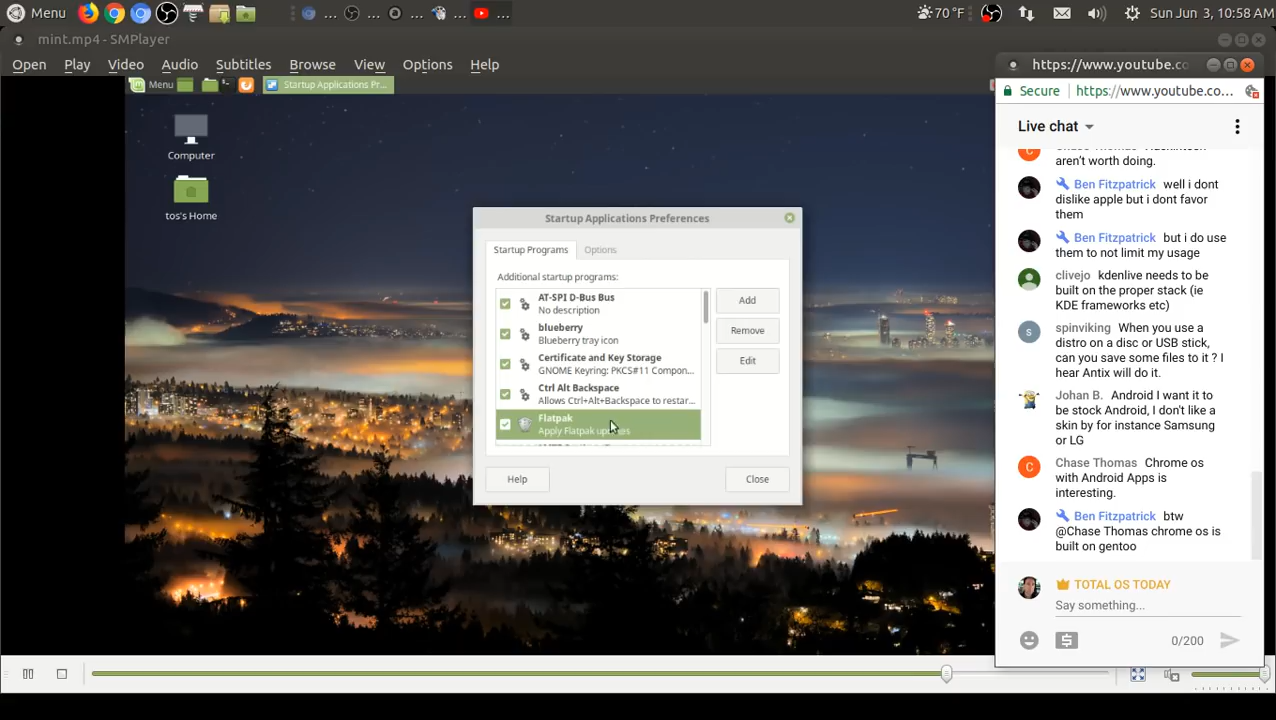 Menu
...
...
...
...
...
70 °F
Sun Jun 3, 10:58 AM
mint.mp4 - SMPlayer
Open Play Video Audio Subtitles Browse View Options Help
Menu
Startup Applications Pr...
Computer
tos's Home
Startup Applications Preferences
Startup Programs
Options
Additional startup programs:
AT-SPI D-Bus Bus
No description
blueberry
Blueberry tray icon
Certificate and Key Storage
GNOME Keyring: PKCS#11 Compon...
Ctrl Alt Backspace
Allows Ctrl+Alt+Backspace to restar...
Flatpak
Apply Flatpak updates
Add
Remove
Edit
Help
Close
https://www.youtube.co
Secure https://www.youtube.co...
Live chat
Chase Thomas
aren't worth doing.
Ben Fitzpatrick well i dont
dislike apple but i dont favor
them
Ben Fitzpatrick but i do use
them to not limit my usage
clivejo kdenlive needs to be
built on the proper stack (ie
KDE frameworks etc)
spinviking When you use a
distro on a disc or USB stick,
can you save some files to it ? I
hear Antix will do it.
Johan B. Android I want it to
be stock Android, I don't like a
skin by for instance Samsung
or LG
Chase Thomas Chrome os
with Android Apps is
interesting.
Ben Fitzpatrick btw
@Chase Thomas chrome os is
built on gentoo
TOTAL OS TODAY
Say something...
0/200